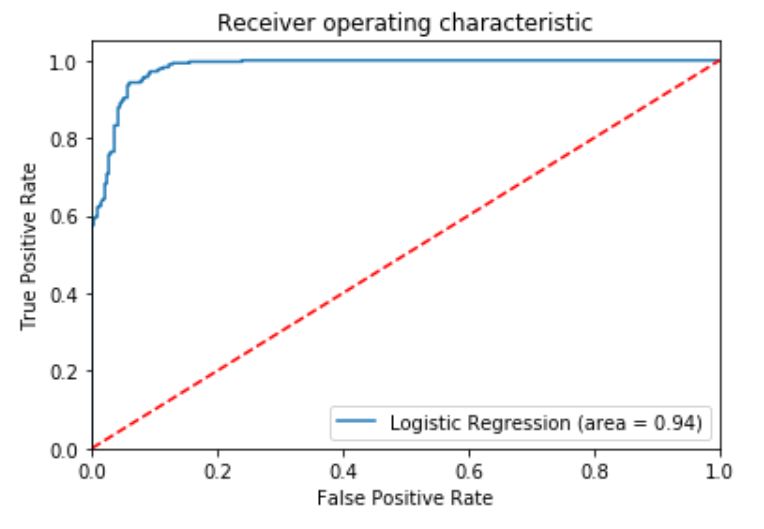 Receiver operating characteristic
1.0
0.8
0.6
0.4
0.2
0.0
True Positive Rate
Logistic Regression (area = 0.94)
0.0 0.2 0.4 0.6 0.8 1.0
False Positive Rate